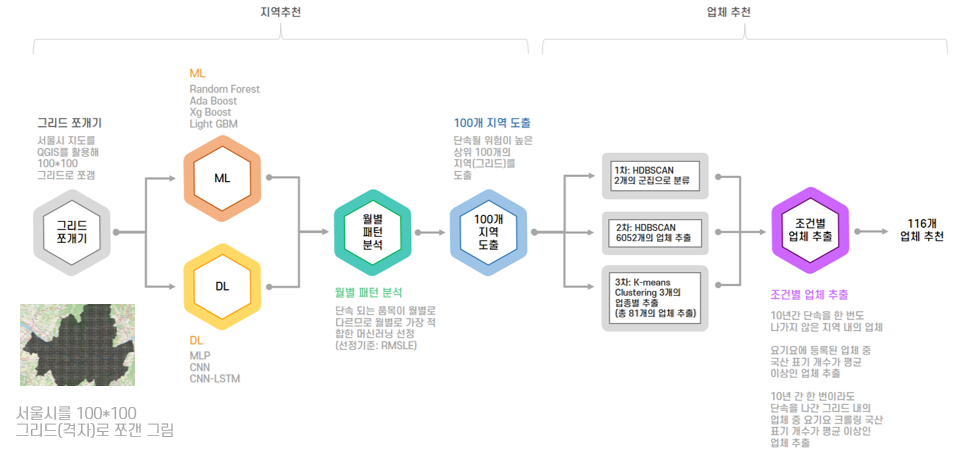 지역추천
업체 추천
그리드 쪼개기
서울시 지도를
QGIS를 활용해
100*100
그리드로 쪼갬
그리드
쪼개기
ML
Random Forest
Ada Boost
Xg Boost
Light GBM
ML
DL
DL
MLP
CNN
CNN-LSTM
월별
패턴
분석
월별 패턴 분석
단속 되는 품목이 월별로
다르므로 월별로 가장 적
합한 머신러닝 선정
(선정기준: RMSLE)
100개 지역 도출
단속될 위험이 높은
상위 100개의
지역(그리드)를
도출
100개
지역
도출
1차: HDBSCAN
2개의 군집으로 분류
2차: HDBSCAN
6052개의 업체 추출
3차: K-means
Clustering 3개의
업종별 추출
(총 81개의 업체 추출)
조건별
업체 추출
116개
업체 추천
조건별 업체 추출
10년간 단속을 한 번도
나가지 않은 지역 내의 업체
요기요에 등록된 업체 중
국산 표기 개수가 평균
이상인 업체 추출
10년 간 한 번이라도
단속을 나간 그리드 내의
업체 중 요기요 크롤링 국산
표기 개수가 평균 이상인
업체 추출
서울시를 100*100
그리드(격자)로 쪼갠 그림